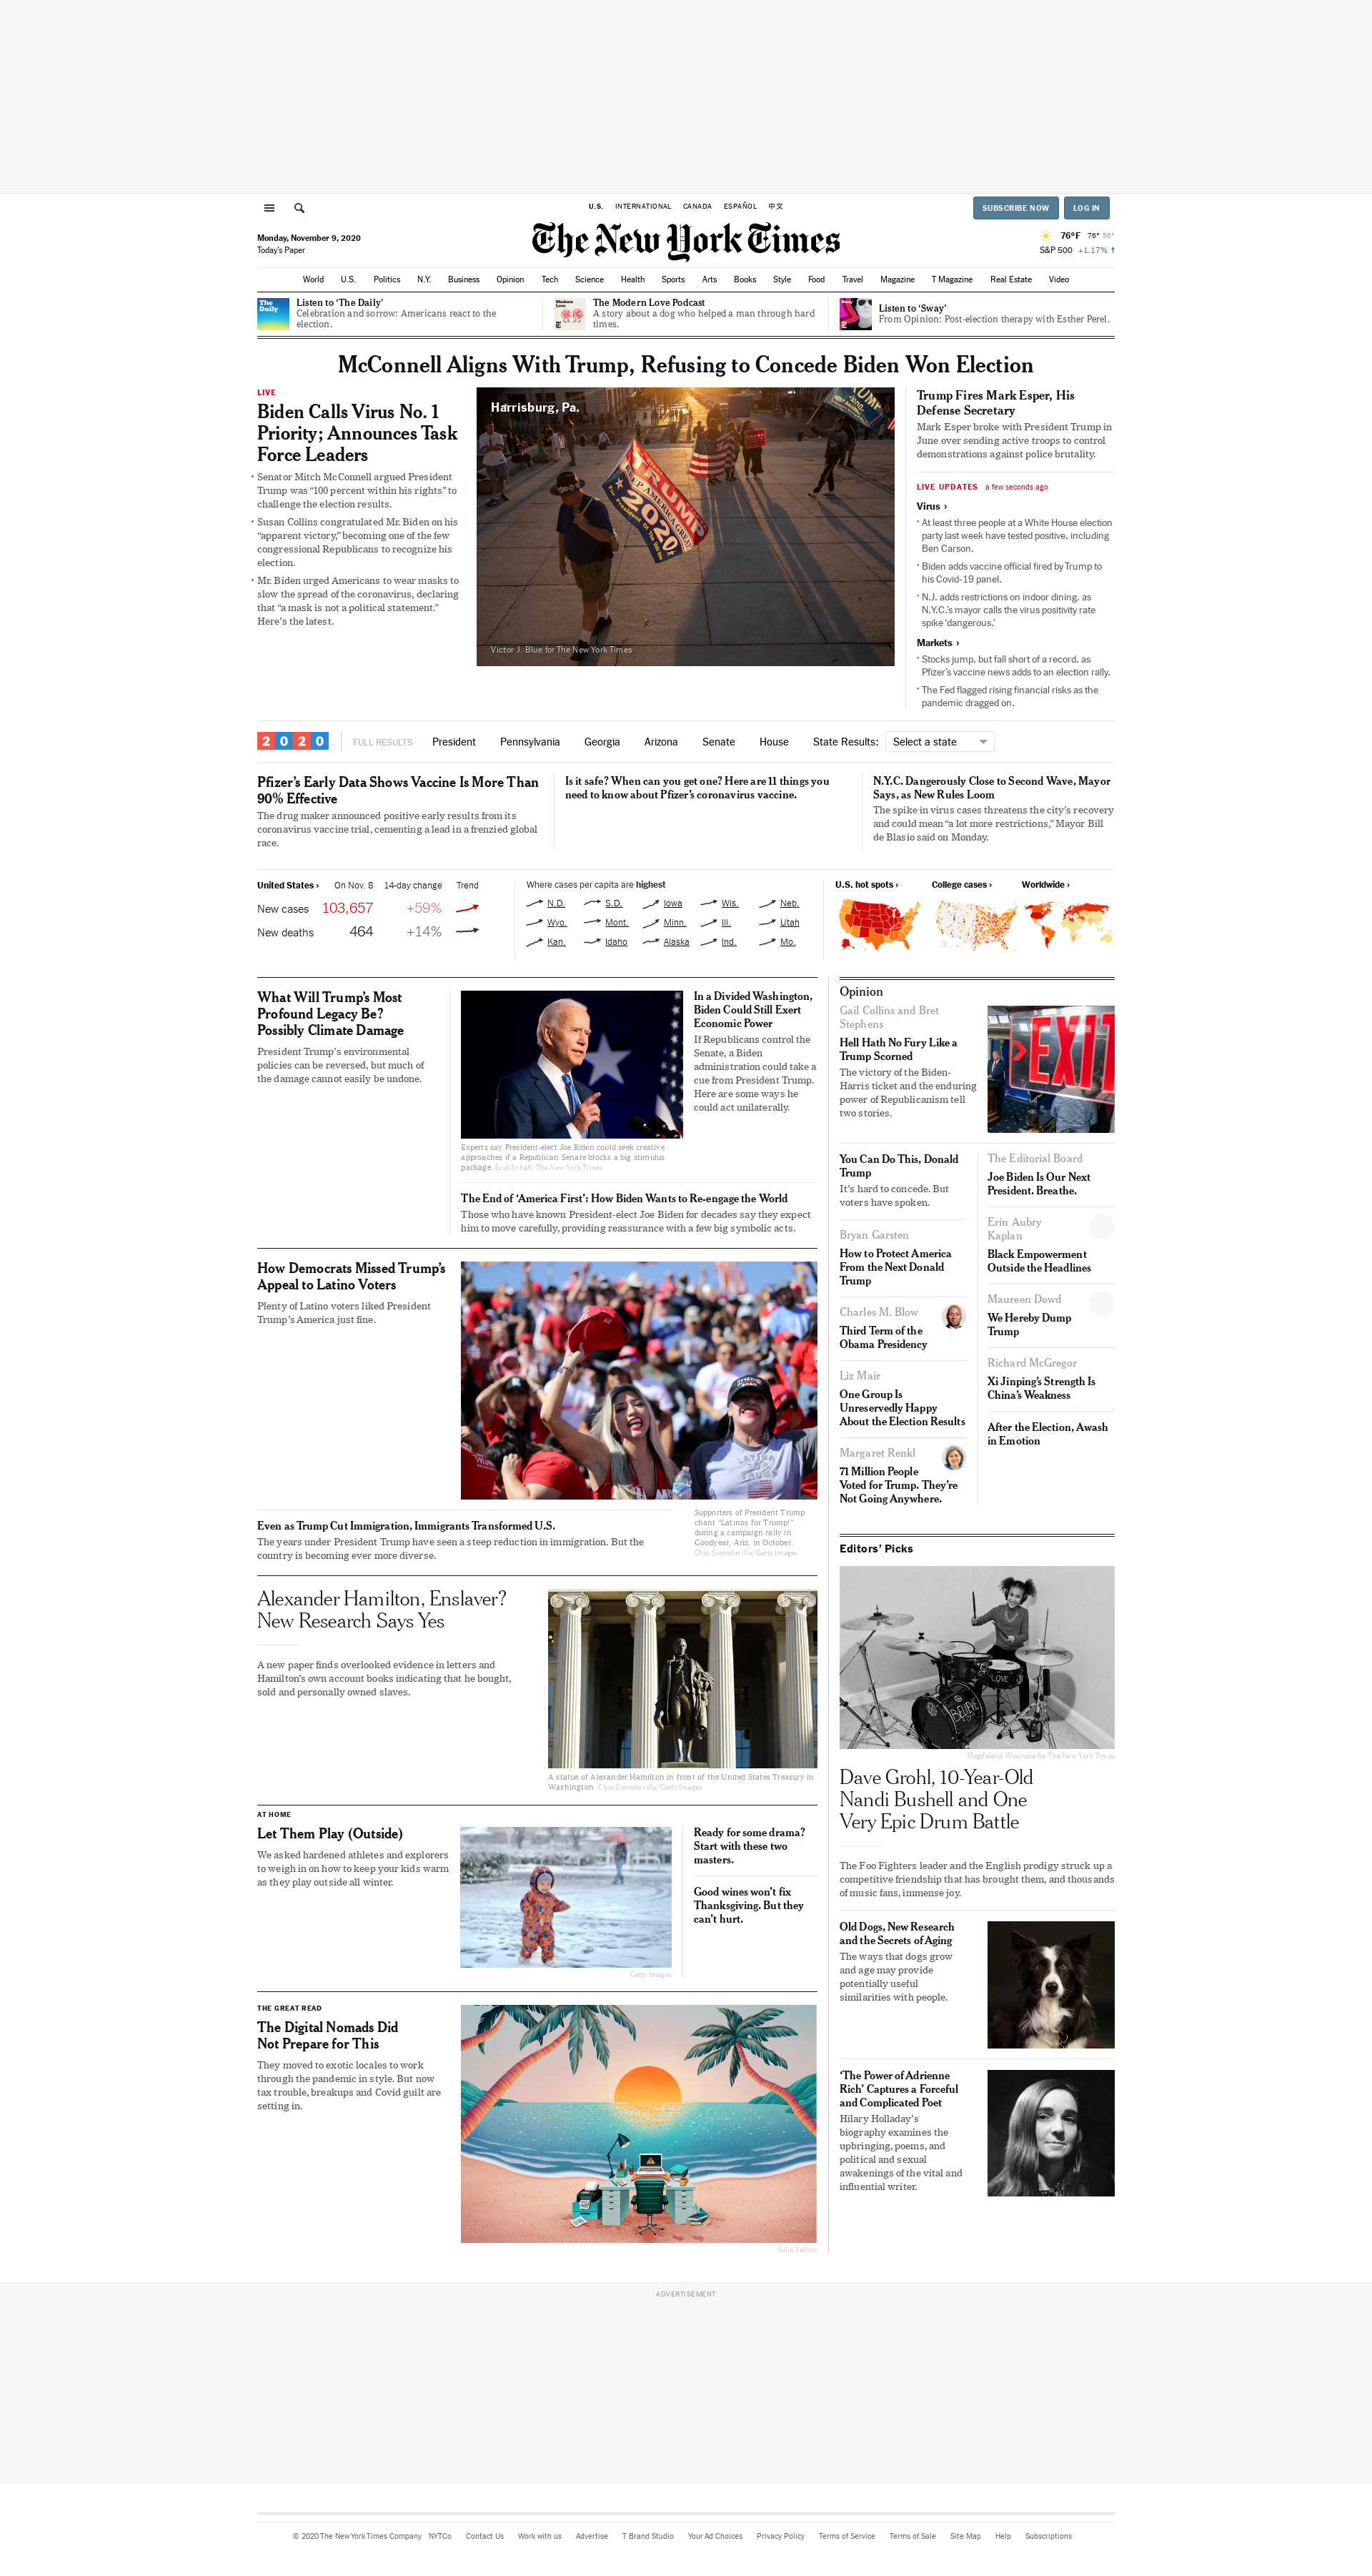 U.S. INTERNATIONAL CANADA ESPAÑOL 中文
SUBSCRIBE NOW LOG IN
Monday, November 9, 2020
Today's Paper
The New York Times
76°F 76° 56°
S&P 500 +1.17% ↑
World U.S. Politics N.Y. Business Opinion Tech Science Health Sports Arts Books Style Food Travel Magazine T Magazine Real Estate Video
The
Daily
Listen to ‘The Daily’
Celebration and sorrow: Americans react to the
election.
Modern
Love
The Modern Love Podcast
A story about a dog who helped a man through hard
times.
Listen to ‘Sway’
From Opinion: Post-election therapy with Esther Perel.
McConnell Aligns With Trump, Refusing to Concede Biden Won Election
LIVE
Biden Calls Virus No. 1
Priority; Announces Task
Force Leaders
• Senator Mitch McConnell argued President
Trump was “100 percent within his rights” to
challenge the election results.
• Susan Collins congratulated Mr. Biden on his
“apparent victory,” becoming one of the few
congressional Republicans to recognize his
election.
• Mr. Biden urged Americans to wear masks to
slow the spread of the coronavirus, declaring
that “a mask is not a political statement.”
Here’s the latest.
Harrisburg, Pa.
TRUMP
2020
Victor J. Blue for The New York Times
Trump Fires Mark Esper, His
Defense Secretary
Mark Esper broke with President Trump in
June over sending active troops to control
demonstrations against police brutality.
LIVE UPDATES a few seconds ago
Virus ›
• At least three people at a White House election
party last week have tested positive, including
Ben Carson.
• Biden adds vaccine official fired by Trump to
his Covid-19 panel.
• N.J. adds restrictions on indoor dining, as
N.Y.C.’s mayor calls the virus positivity rate
spike ‘dangerous.’
Markets ›
• Stocks jump, but fall short of a record, as
Pfizer’s vaccine news adds to an election rally.
• The Fed flagged rising financial risks as the
pandemic dragged on.
2020 FULL RESULTS President Pennsylvania Georgia Arizona Senate House State Results: Select a state
Pfizer’s Early Data Shows Vaccine Is More Than
90% Effective
The drug maker announced positive early results from its
coronavirus vaccine trial, cementing a lead in a frenzied global
race.
Is it safe? When can you get one? Here are 11 things you
need to know about Pfizer’s coronavirus vaccine.
N.Y.C. Dangerously Close to Second Wave, Mayor
Says, as New Rules Loom
The spike in virus cases threatens the city’s recovery
and could mean “a lot more restrictions,” Mayor Bill
de Blasio said on Monday.
United States › On Nov. 8 14-day change Trend
New cases 103,657 +59%
New deaths 464 +14%
Where cases per capita are highest
N.D. S.D. Iowa Wis. Neb.
Wyo. Mont. Minn. Ill. Utah
Kan. Idaho Alaska Ind. Mo.
U.S. hot spots › College cases › Worldwide ›
What Will Trump’s Most
Profound Legacy Be?
Possibly Climate Damage
President Trump’s environmental
policies can be reversed, but much of
the damage cannot easily be undone.
Experts say President-elect Joe Biden could seek creative
approaches if a Republican Senate blocks a big stimulus
package. Erin Schaff/The New York Times
In a Divided Washington,
Biden Could Still Exert
Economic Power
If Republicans control the
Senate, a Biden
administration could take a
cue from President Trump.
Here are some ways he
could act unilaterally.
The End of ‘America First’: How Biden Wants to Re-engage the World
Those who have known President-elect Joe Biden for decades say they expect
him to move carefully, providing reassurance with a few big symbolic acts.
How Democrats Missed Trump’s
Appeal to Latino Voters
Plenty of Latino voters liked President
Trump’s America just fine.
LATINA
TRUMP
Even as Trump Cut Immigration, Immigrants Transformed U.S.
The years under President Trump have seen a steep reduction in immigration. But the
country is becoming ever more diverse.
Supporters of President Trump
chant “Latinos for Trump!”
during a campaign rally in
Goodyear, Ariz. in October.
Chip Somodevilla/Getty Images
Alexander Hamilton, Enslaver?
New Research Says Yes
A new paper finds overlooked evidence in letters and
Hamilton’s own account books indicating that he bought,
sold and personally owned slaves.
A statue of Alexander Hamilton in front of the United States Treasury in
Washington. Chip Somodevilla/Getty Images
AT HOME
Let Them Play (Outside)
We asked hardened athletes and explorers
to weigh in on how to keep your kids warm
as they play outside all winter.
Getty Images
Ready for some drama?
Start with these two
masters.
Good wines won’t fix
Thanksgiving. But they
can’t hurt.
THE GREAT READ
The Digital Nomads Did
Not Prepare for This
They moved to exotic locales to work
through the pandemic in style. But now
tax trouble, breakups and Covid guilt are
setting in.
Julia Yellow
Opinion
Gail Collins and Bret
Stephens
Hell Hath No Fury Like a
Trump Scorned
The victory of the Biden-
Harris ticket and the enduring
power of Republicanism tell
two stories.
EXIT
You Can Do This, Donald
Trump
It’s hard to concede. But
voters have spoken.
Bryan Garsten
How to Protect America
From the Next Donald
Trump
Charles M. Blow
Third Term of the
Obama Presidency
Liz Mair
One Group Is
Unreservedly Happy
About the Election Results
Margaret Renkl
71 Million People
Voted for Trump. They’re
Not Going Anywhere.
The Editorial Board
Joe Biden Is Our Next
President. Breathe.
Erin Aubry
Kaplan
Black Empowerment
Outside the Headlines
Maureen Dowd
We Hereby Dump
Trump
Richard McGregor
Xi Jinping’s Strength Is
China’s Weakness
After the Election, Awash
in Emotion
Editors’ Picks
LOVE
BELIEVE
Magdalena Wosinska for The New York Times
Dave Grohl, 10-Year-Old
Nandi Bushell and One
Very Epic Drum Battle
The Foo Fighters leader and the English prodigy struck up a
competitive friendship that has brought them, and thousands
of music fans, immense joy.
Old Dogs, New Research
and the Secrets of Aging
The ways that dogs grow
and age may provide
potentially useful
similarities with people.
‘The Power of Adrienne
Rich’ Captures a Forceful
and Complicated Poet
Hilary Holladay’s
biography examines the
upbringing, poems, and
political and sexual
awakenings of the vital and
influential writer.
ADVERTISEMENT
© 2020 The New York Times Company NYTCo Contact Us Work with us Advertise T Brand Studio Your Ad Choices Privacy Policy Terms of Service Terms of Sale Site Map Help Subscriptions